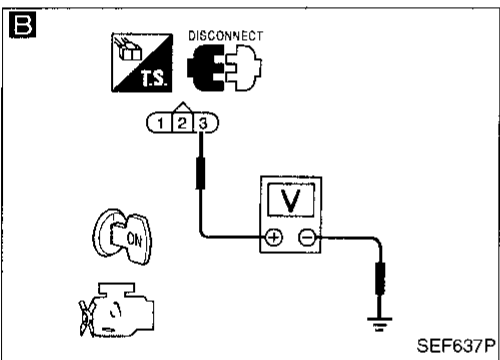 B
DISCONNECT
T.S.
1 2 3
V
ON
⊕ ⊖
SEF637P